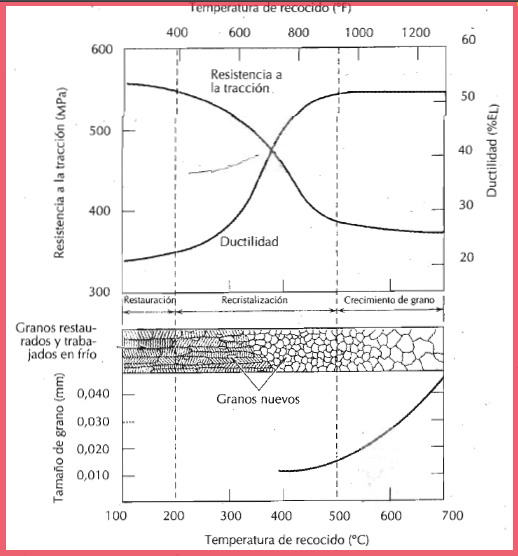 Temperatura de recocido (°F)
400 600 800 1000 1200
600
500
400
300
Resistencia a la tracción (MPa)
60
50
40
30
20
Ductilidad (%EL)
Resistencia a
la tracción
Ductilidad
Restauración
Recristalización
Crecimiento de grano
Granos restau-
rados y traba-
jados en frío
Granos nuevos
0,040
0,030
0,020
0,010
Tamaño de grano (mm)
100 200 300 400 500 600 700
Temperatura de recocido (°C)